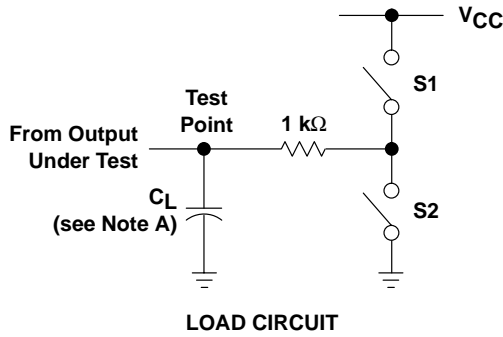 VCC
S1
Test
Point
1 kΩ
From Output
Under Test
CL
(see Note A)
S2
LOAD CIRCUIT